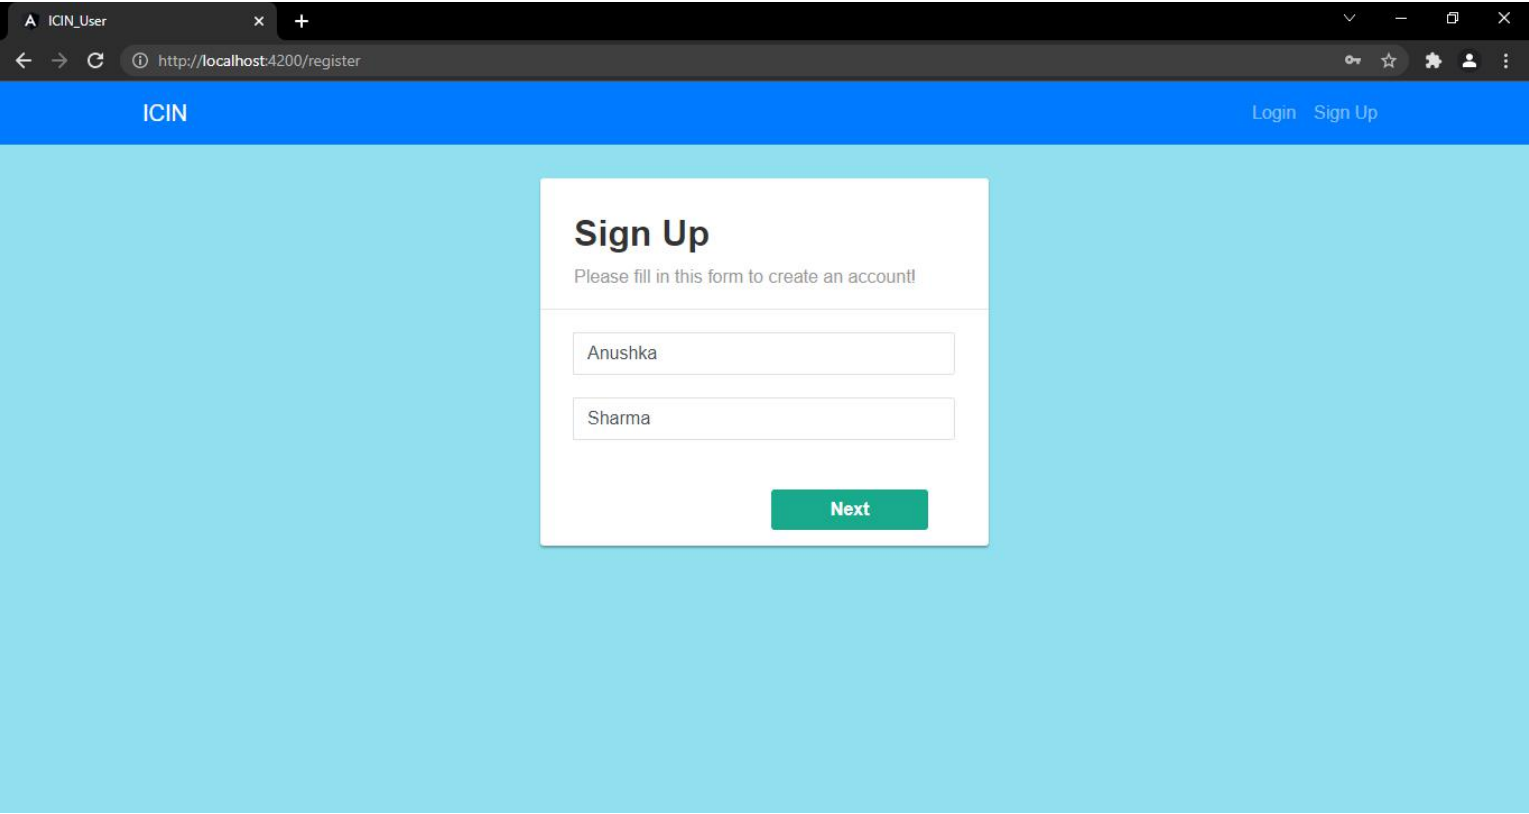 ICIN_User
http://localhost:4200/register
ICIN Login Sign Up
Sign Up
Please fill in this form to create an account!
Anushka
Sharma
Next